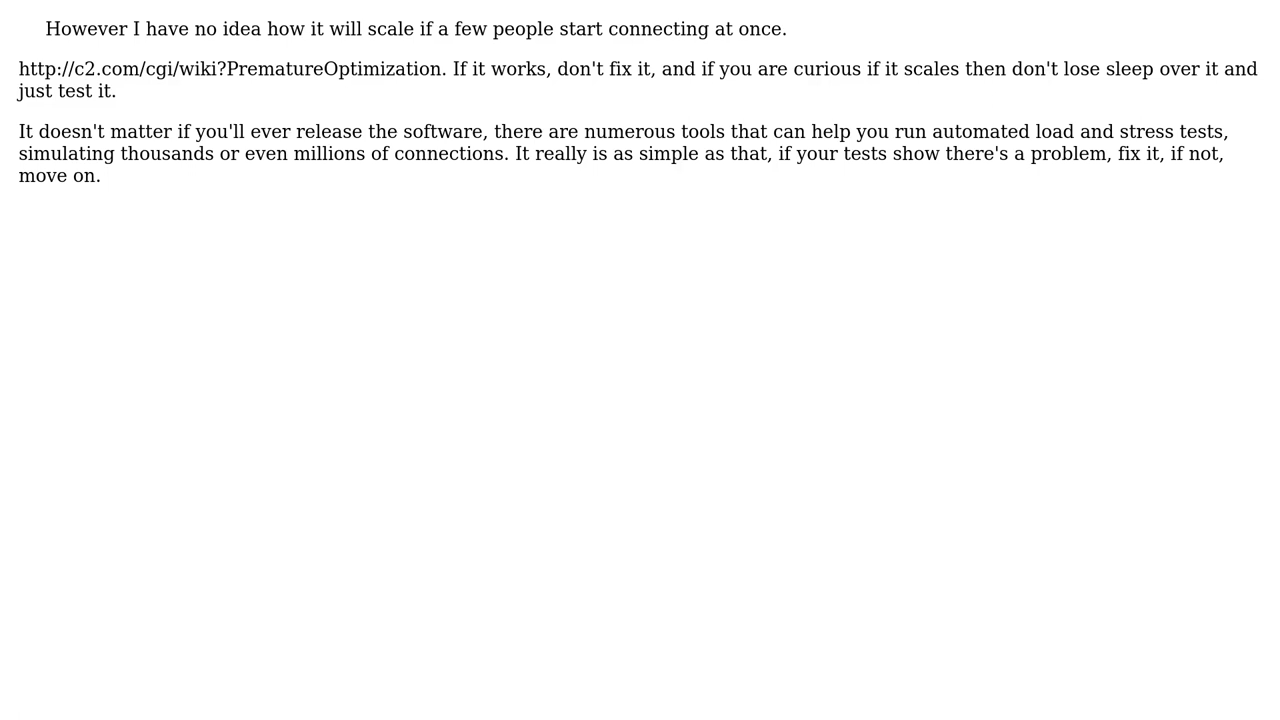 However I have no idea how it will scale if a few people start connecting at once.
http://c2.com/cgi/wiki?PrematureOptimization. If it works, don't fix it, and if you are curious if it scales then don't lose sleep over it and
just test it.
It doesn't matter if you'll ever release the software, there are numerous tools that can help you run automated load and stress tests,
simulating thousands or even millions of connections. It really is as simple as that, if your tests show there's a problem, fix it, if not,
move on.